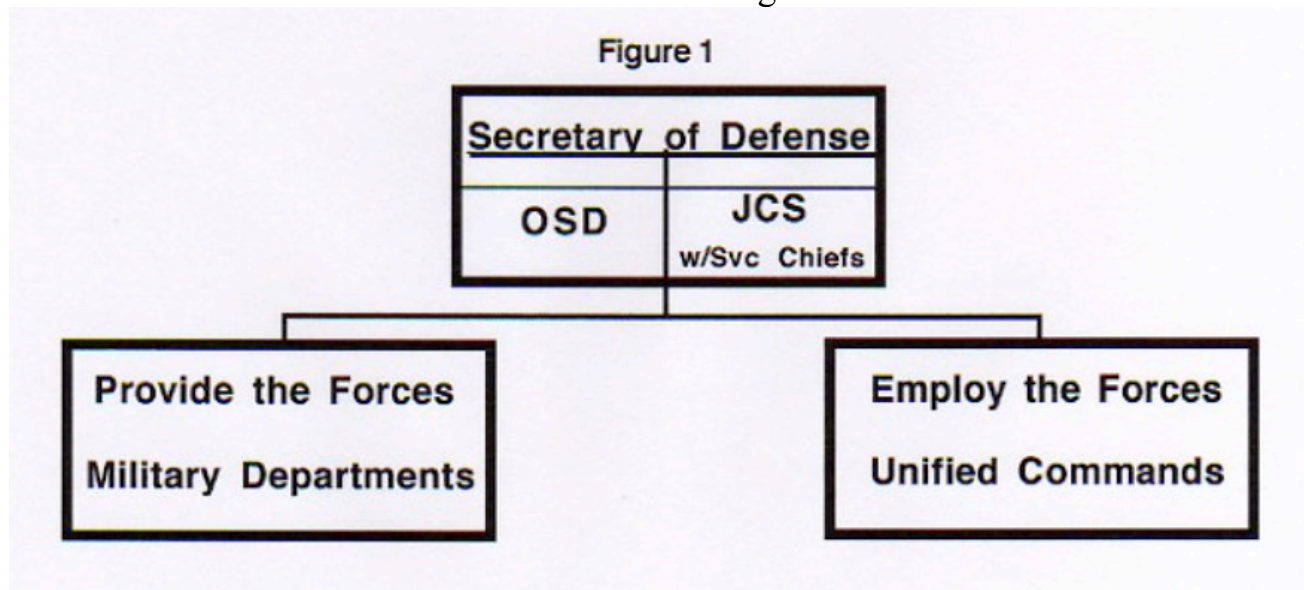 Figure 1
Secretary of Defense
OSD
JCS
w/Svc Chiefs
Provide the Forces
Military Departments
Employ the Forces
Unified Commands